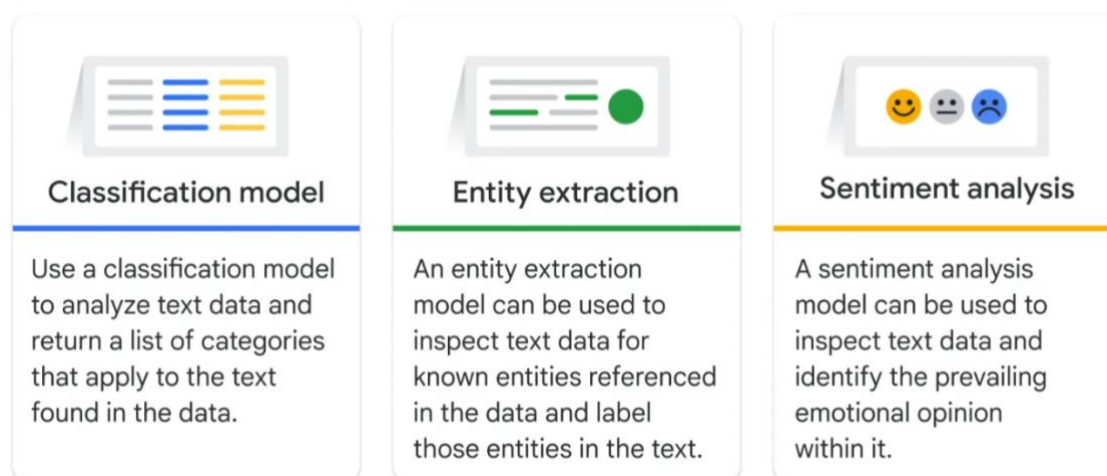 Classification model
Use a classification model
to analyze text data and
return a list of categories
that apply to the text
found in the data.
Entity extraction
An entity extraction
model can be used to
inspect text data for
known entities referenced
in the data and label
those entities in the text.
Sentiment analysis
A sentiment analysis
model can be used to
inspect text data and
identify the prevailing
emotional opinion
within it.